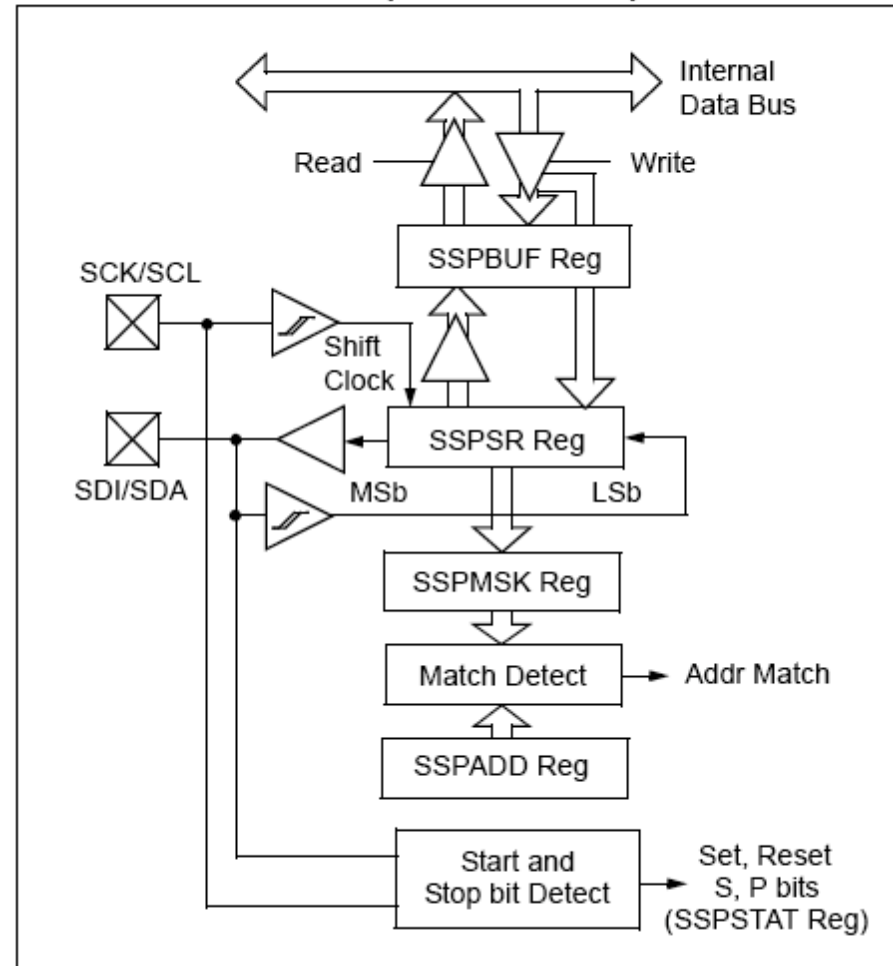 Internal
Data Bus
Read
Write
SSPBUF Reg
SCK/SCL
Shift
Clock
SSPSR Reg
SDI/SDA
MSb
LSb
SSPMSK Reg
Match Detect
Addr Match
SSPADD Reg
Start and
Stop bit Detect
Set, Reset
S, P bits
(SSPSTAT Reg)